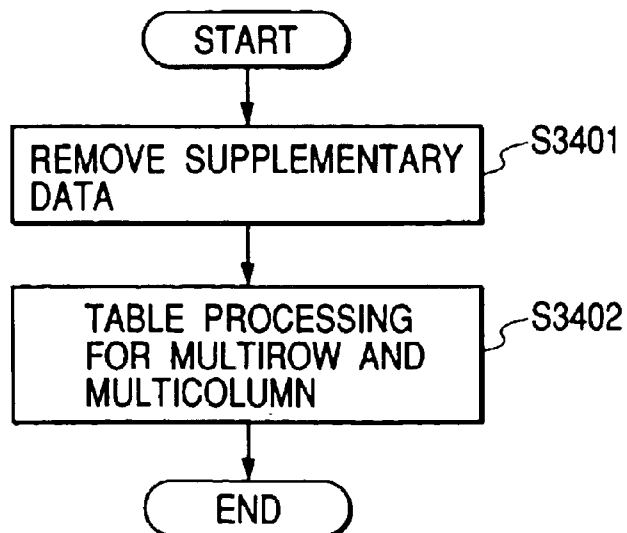 START
REMOVE SUPPLEMENTARY
DATA
S3401
TABLE PROCESSING
FOR MULTIROW AND
MULTICOLUMN
S3402
END